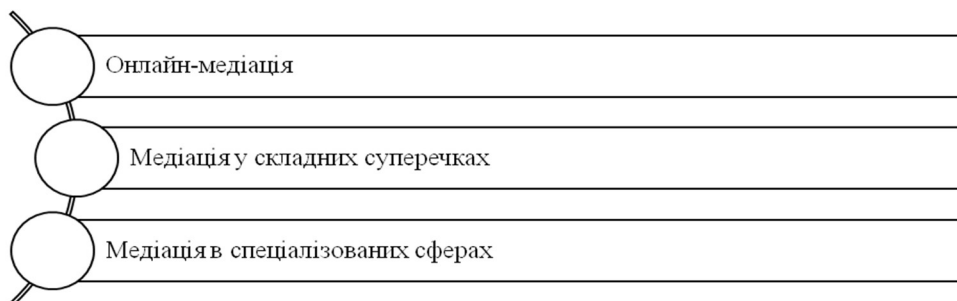 Онлайн-медіація
Медіація у складних суперечках
Медіація в спеціалізованих сферах